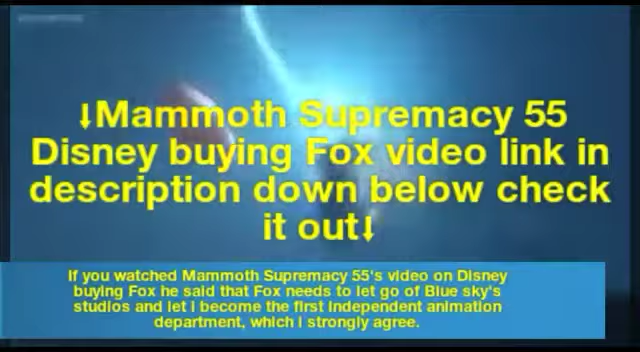 ↓Mammoth Supremacy 55
Disney buying Fox video link in
description down below check
it out↓
If you watched Mammoth Supremacy 55's video on Disney
buying Fox he said that Fox needs to let go of Blue sky's
studios and let i become the first independent animation
department, which I strongly agree.